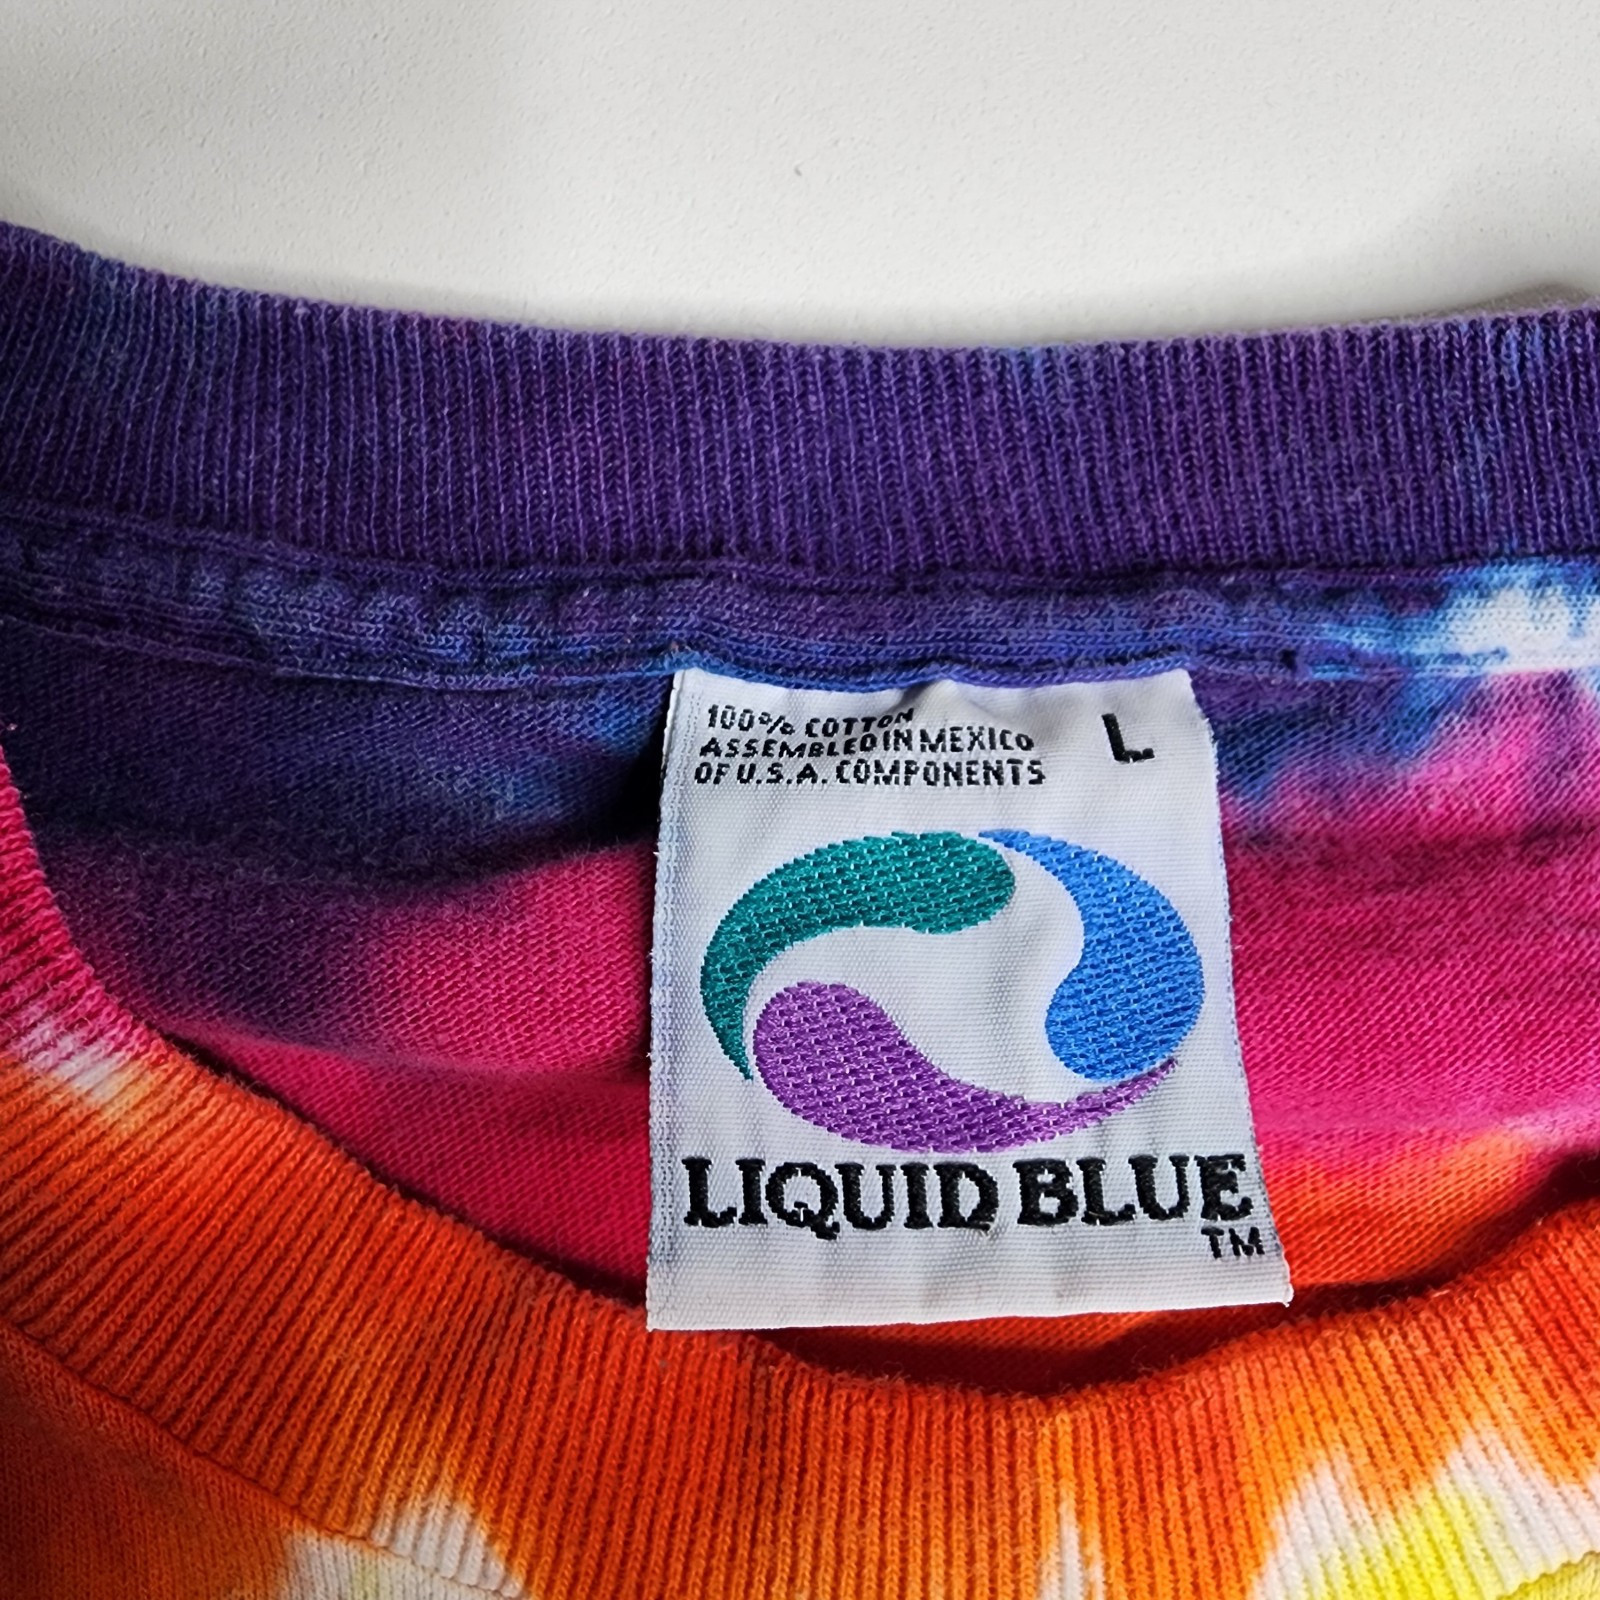 100% COTTON
ASSEMBLED IN MEXICO
OF U.S.A. COMPONENTS
L
LIQUID BLUE
TM